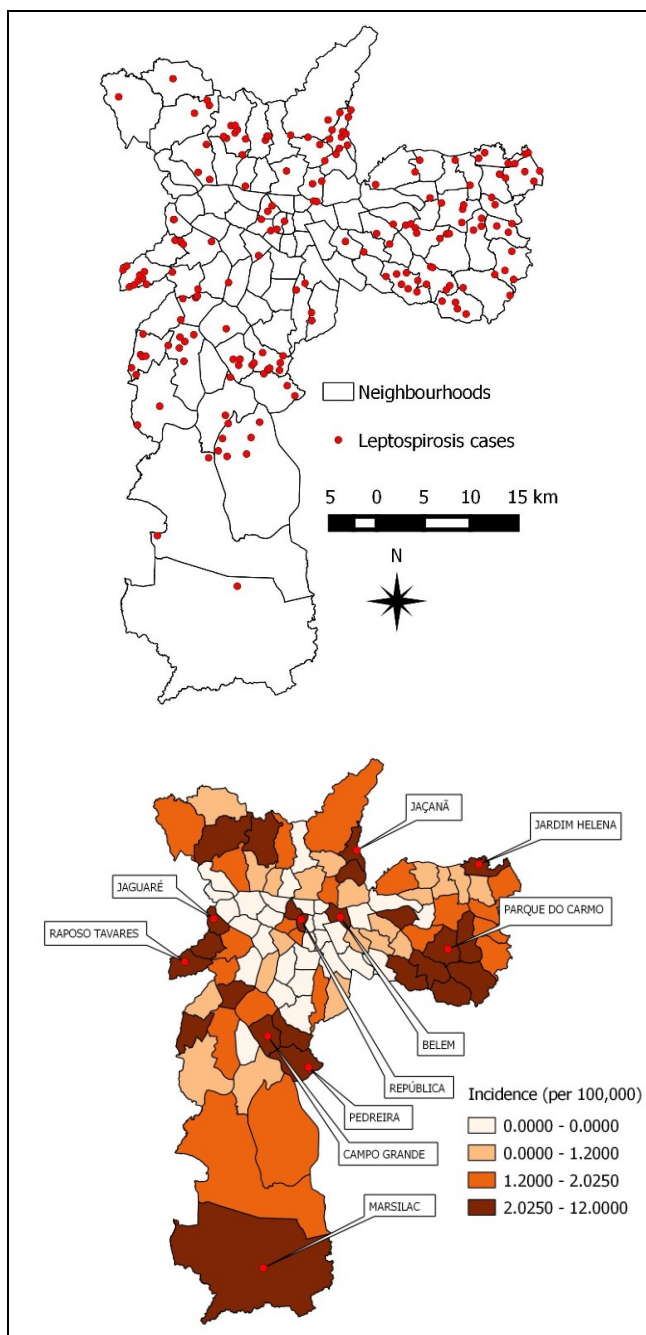 Neighbourhoods
Leptospirosis cases
5 0 5 10 15 km
N
JAÇANÃ
JARDIM HELENA
JAGUARÉ
PARQUE DO CARMO
RAPOSO TAVARES
BELEM
REPÚBLICA
PEDREIRA
CAMPO GRANDE
MARSILAC
Incidence (per 100,000)
0.0000 - 0.0000
0.0000 - 1.2000
1.2000 - 2.0250
2.0250 - 12.0000